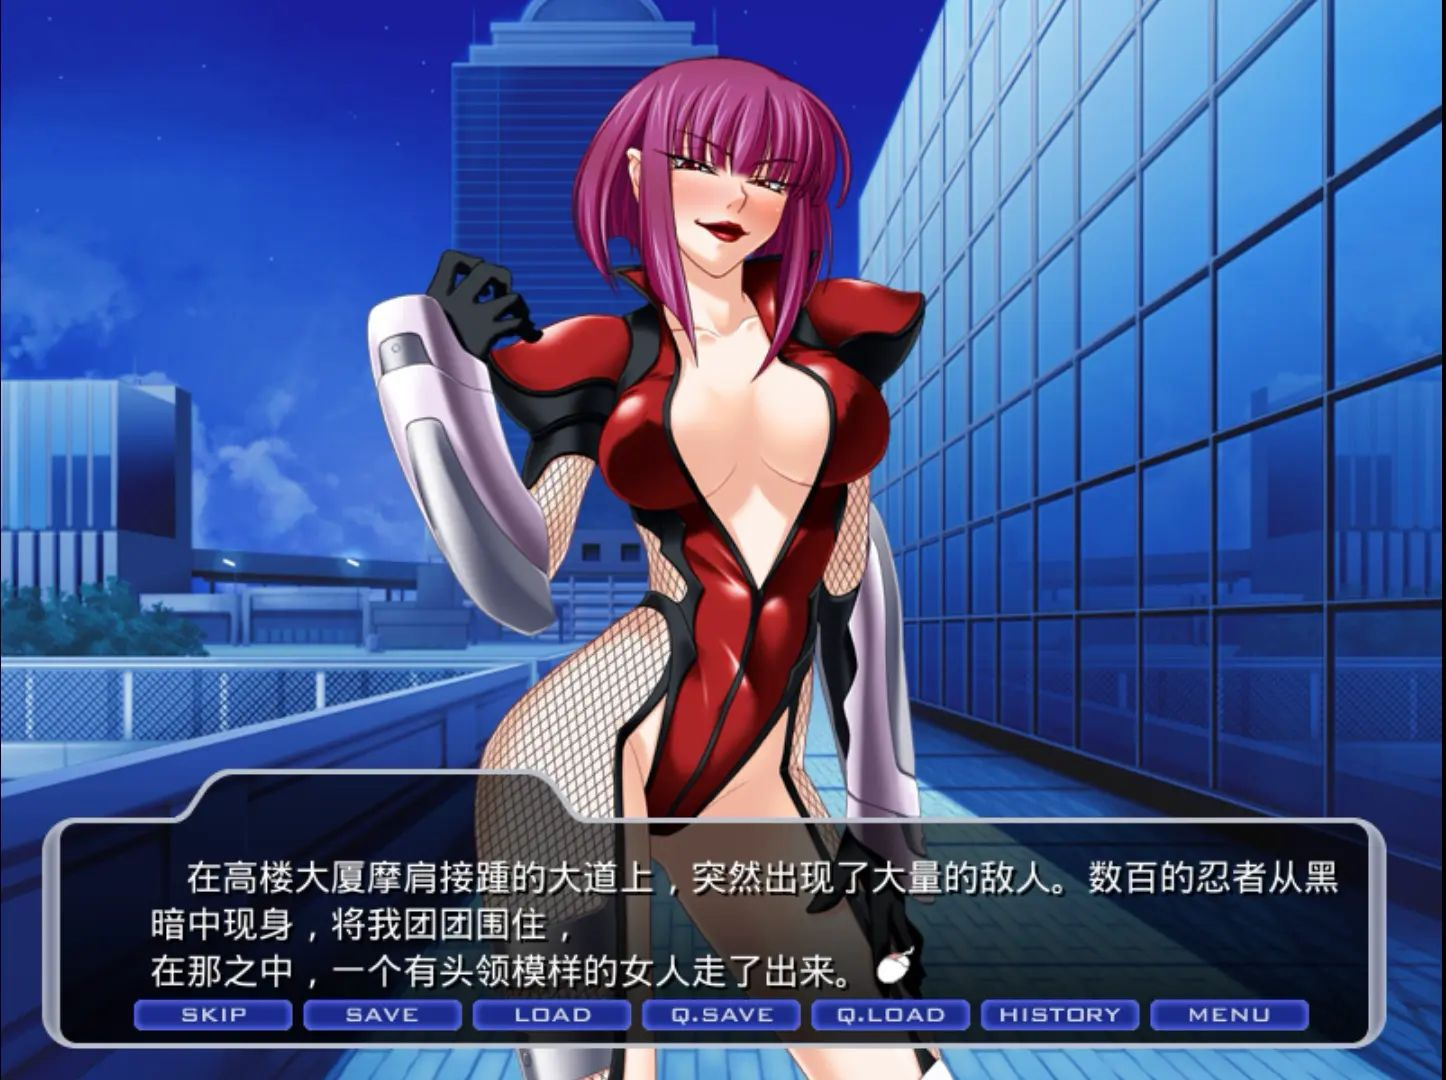 在高楼大厦摩肩接踵的大道上，突然出现了大量的敌人。数百的忍者从黑
暗中现身，将我团团围住，
在那之中，一个有头领模样的女人走了出来。
SKIP SAVE LOAD Q.SAVE Q.LOAD HISTORY MENU